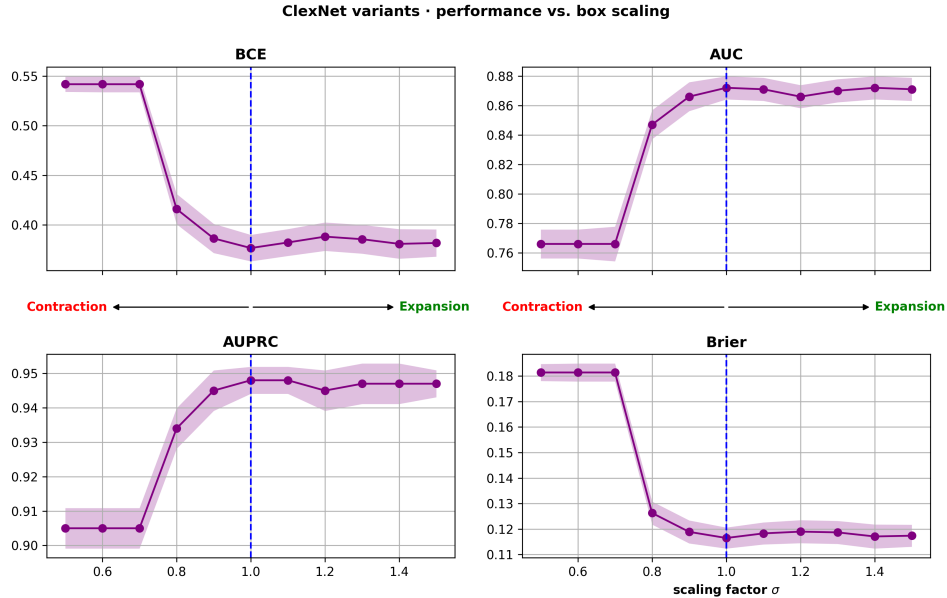 ClexNet variants · performance vs. box scaling
BCE
0.55
0.50
0.45
0.40
AUC
0.88
0.86
0.84
0.82
0.80
0.78
0.76
Contraction Expansion
Contraction Expansion
AUPRC
0.95
0.94
0.93
0.92
0.91
0.90
0.6 0.8 1.0 1.2 1.4
Brier
0.18
0.17
0.16
0.15
0.14
0.13
0.12
0.11
0.6 0.8 1.0 1.2 1.4
scaling factor σ